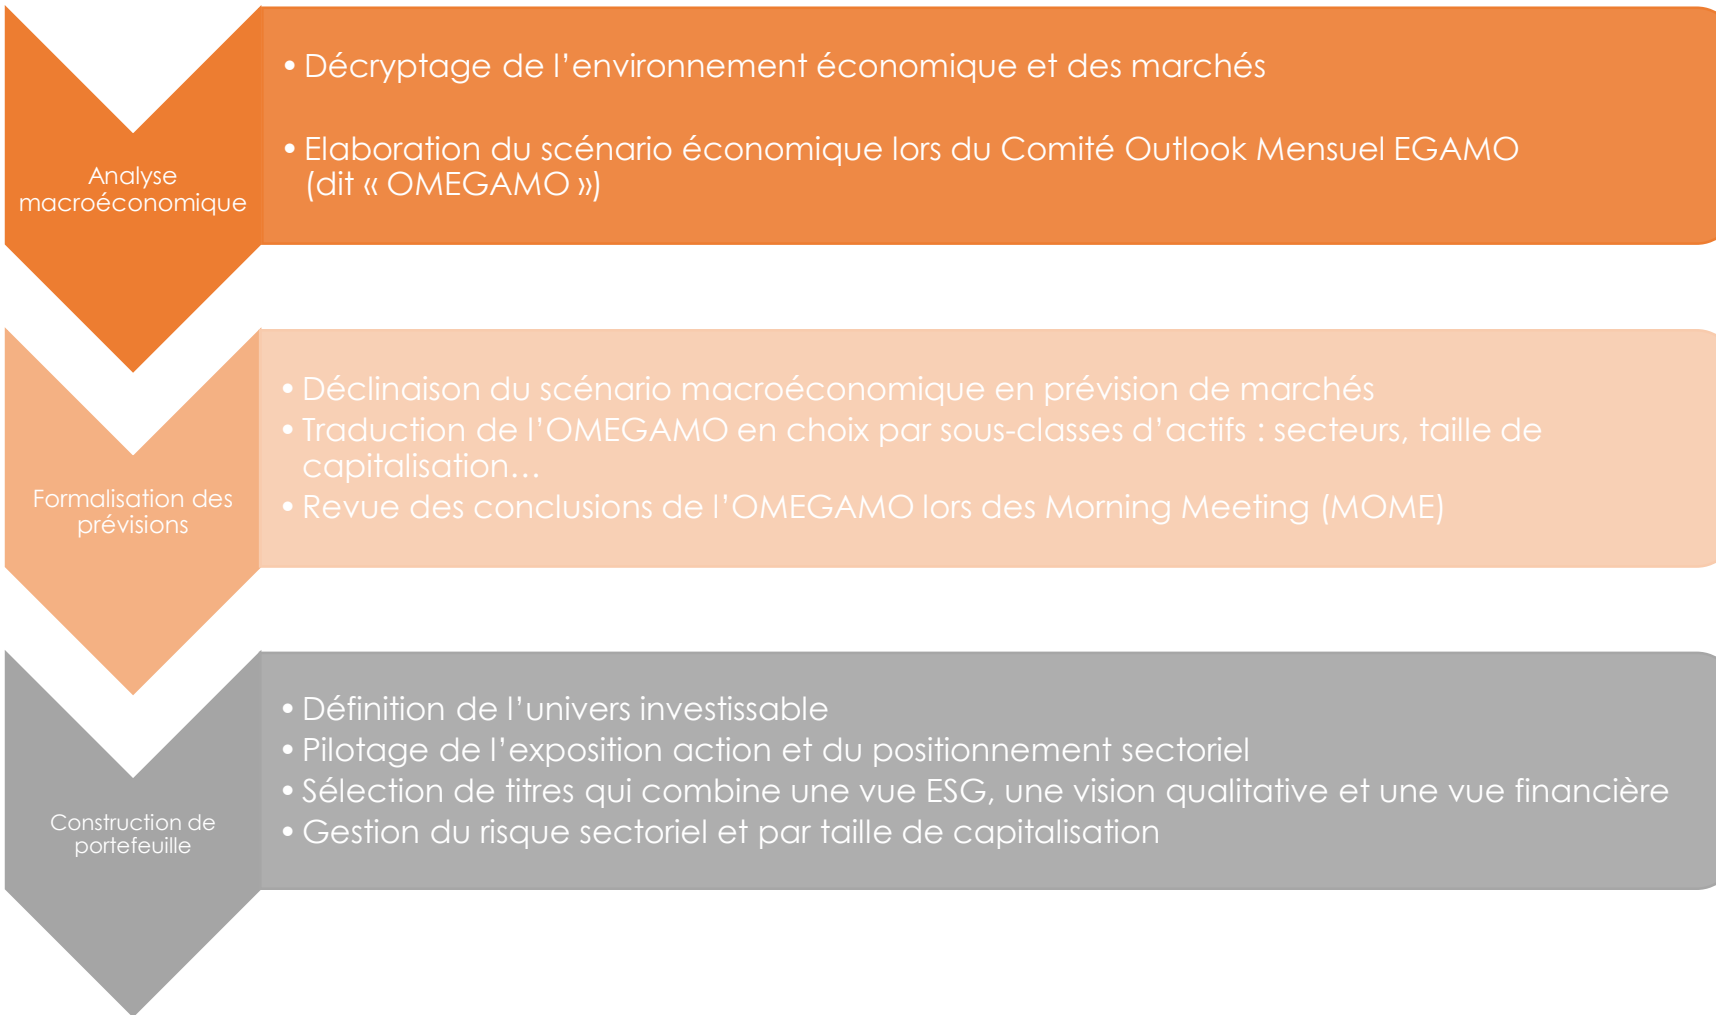 Analyse
macroéconomique
• Décryptage de l’environnement économique et des marchés
• Elaboration du scénario économique lors du Comité Outlook Mensuel EGAMO
(dit « OMEGAMO »)
Formalisation des
prévisions
• Déclinaison du scénario macroéconomique en prévision de marchés
• Traduction de l’OMEGAMO en choix par sous-classes d’actifs : secteurs, taille de
capitalisation…
• Revue des conclusions de l’OMEGAMO lors des Morning Meeting (MOME)
Construction de
portefeuille
• Définition de l’univers investissable
• Pilotage de l’exposition action et du positionnement sectoriel
• Sélection de titres qui combine une vue ESG, une vision qualitative et une vue financière
• Gestion du risque sectoriel et par taille de capitalisation